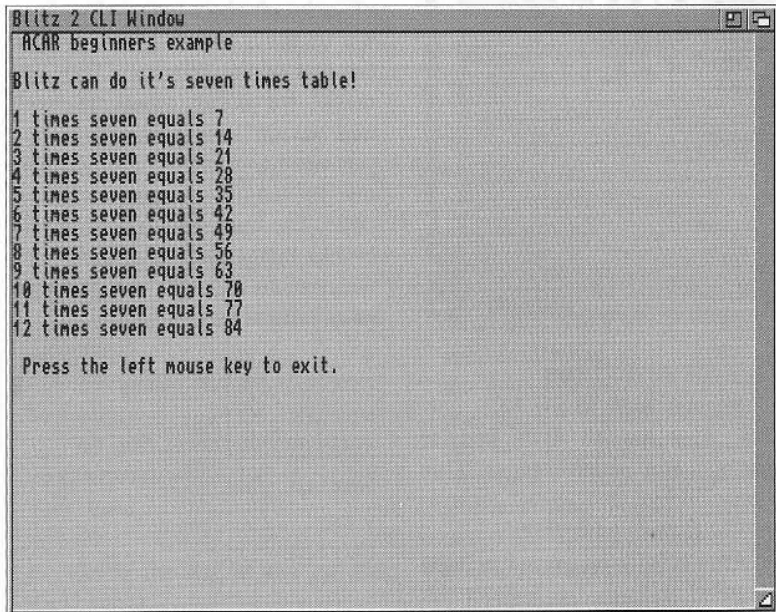 Blitz 2 CLI Window
ACAR beginners example
Blitz can do it's seven times table!
1 times seven equals 7
2 times seven equals 14
3 times seven equals 21
4 times seven equals 28
5 times seven equals 35
6 times seven equals 42
7 times seven equals 49
8 times seven equals 56
9 times seven equals 63
10 times seven equals 70
11 times seven equals 77
12 times seven equals 84
Press the left mouse key to exit.